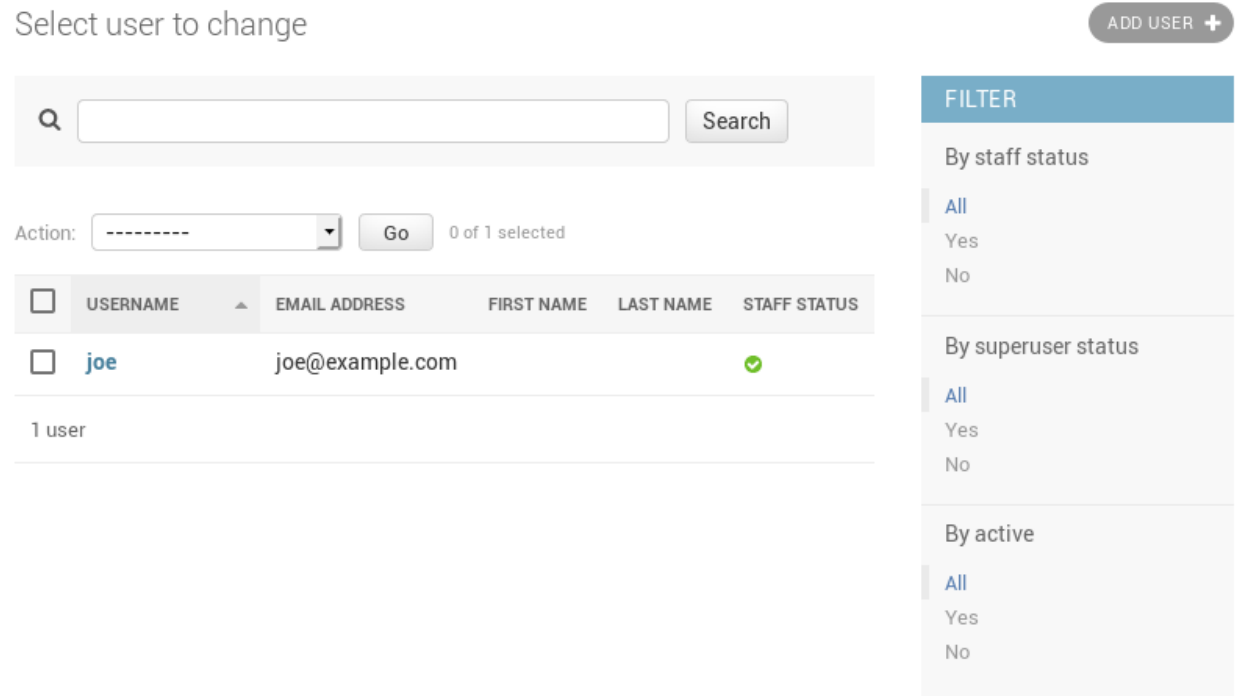 Select user to change
ADD USER +
Search
Action: --------- Go 0 of 1 selected
USERNAME EMAIL ADDRESS FIRST NAME LAST NAME STAFF STATUS
joe joe@example.com
1 user
FILTER
By staff status
All
Yes
No
By superuser status
All
Yes
No
By active
All
Yes
No